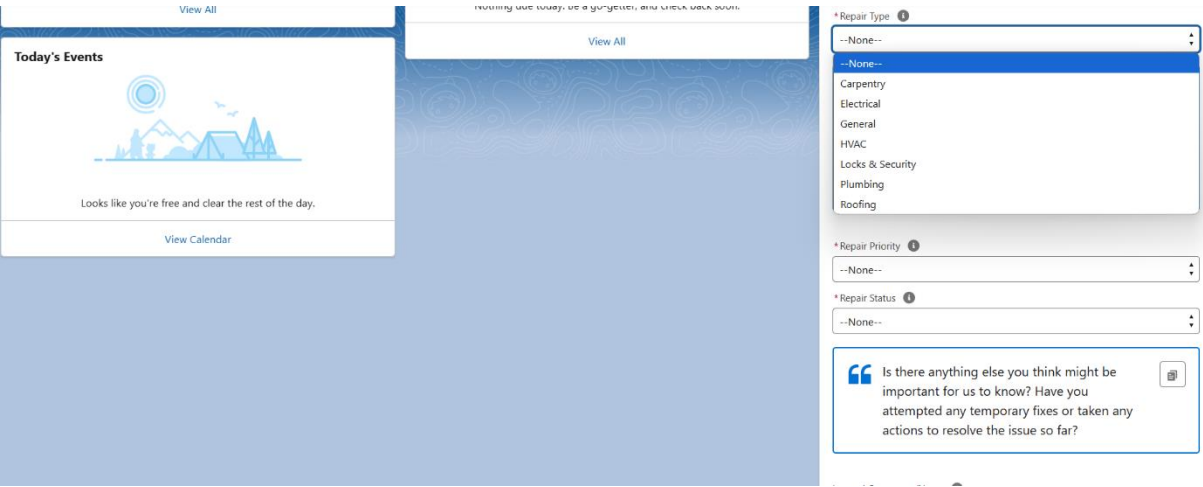 View All
Today's Events
Looks like you're free and clear the rest of the day.
View Calendar
Nothing due today. Be a go-getter, and check back soon.
View All
*Repair Type
--None--
--None--
Carpentry
Electrical
General
HVAC
Locks & Security
Plumbing
Roofing
*Repair Priority
--None--
*Repair Status
--None--
Is there anything else you think might be
important for us to know? Have you
attempted any temporary fixes or taken any
actions to resolve the issue so far?